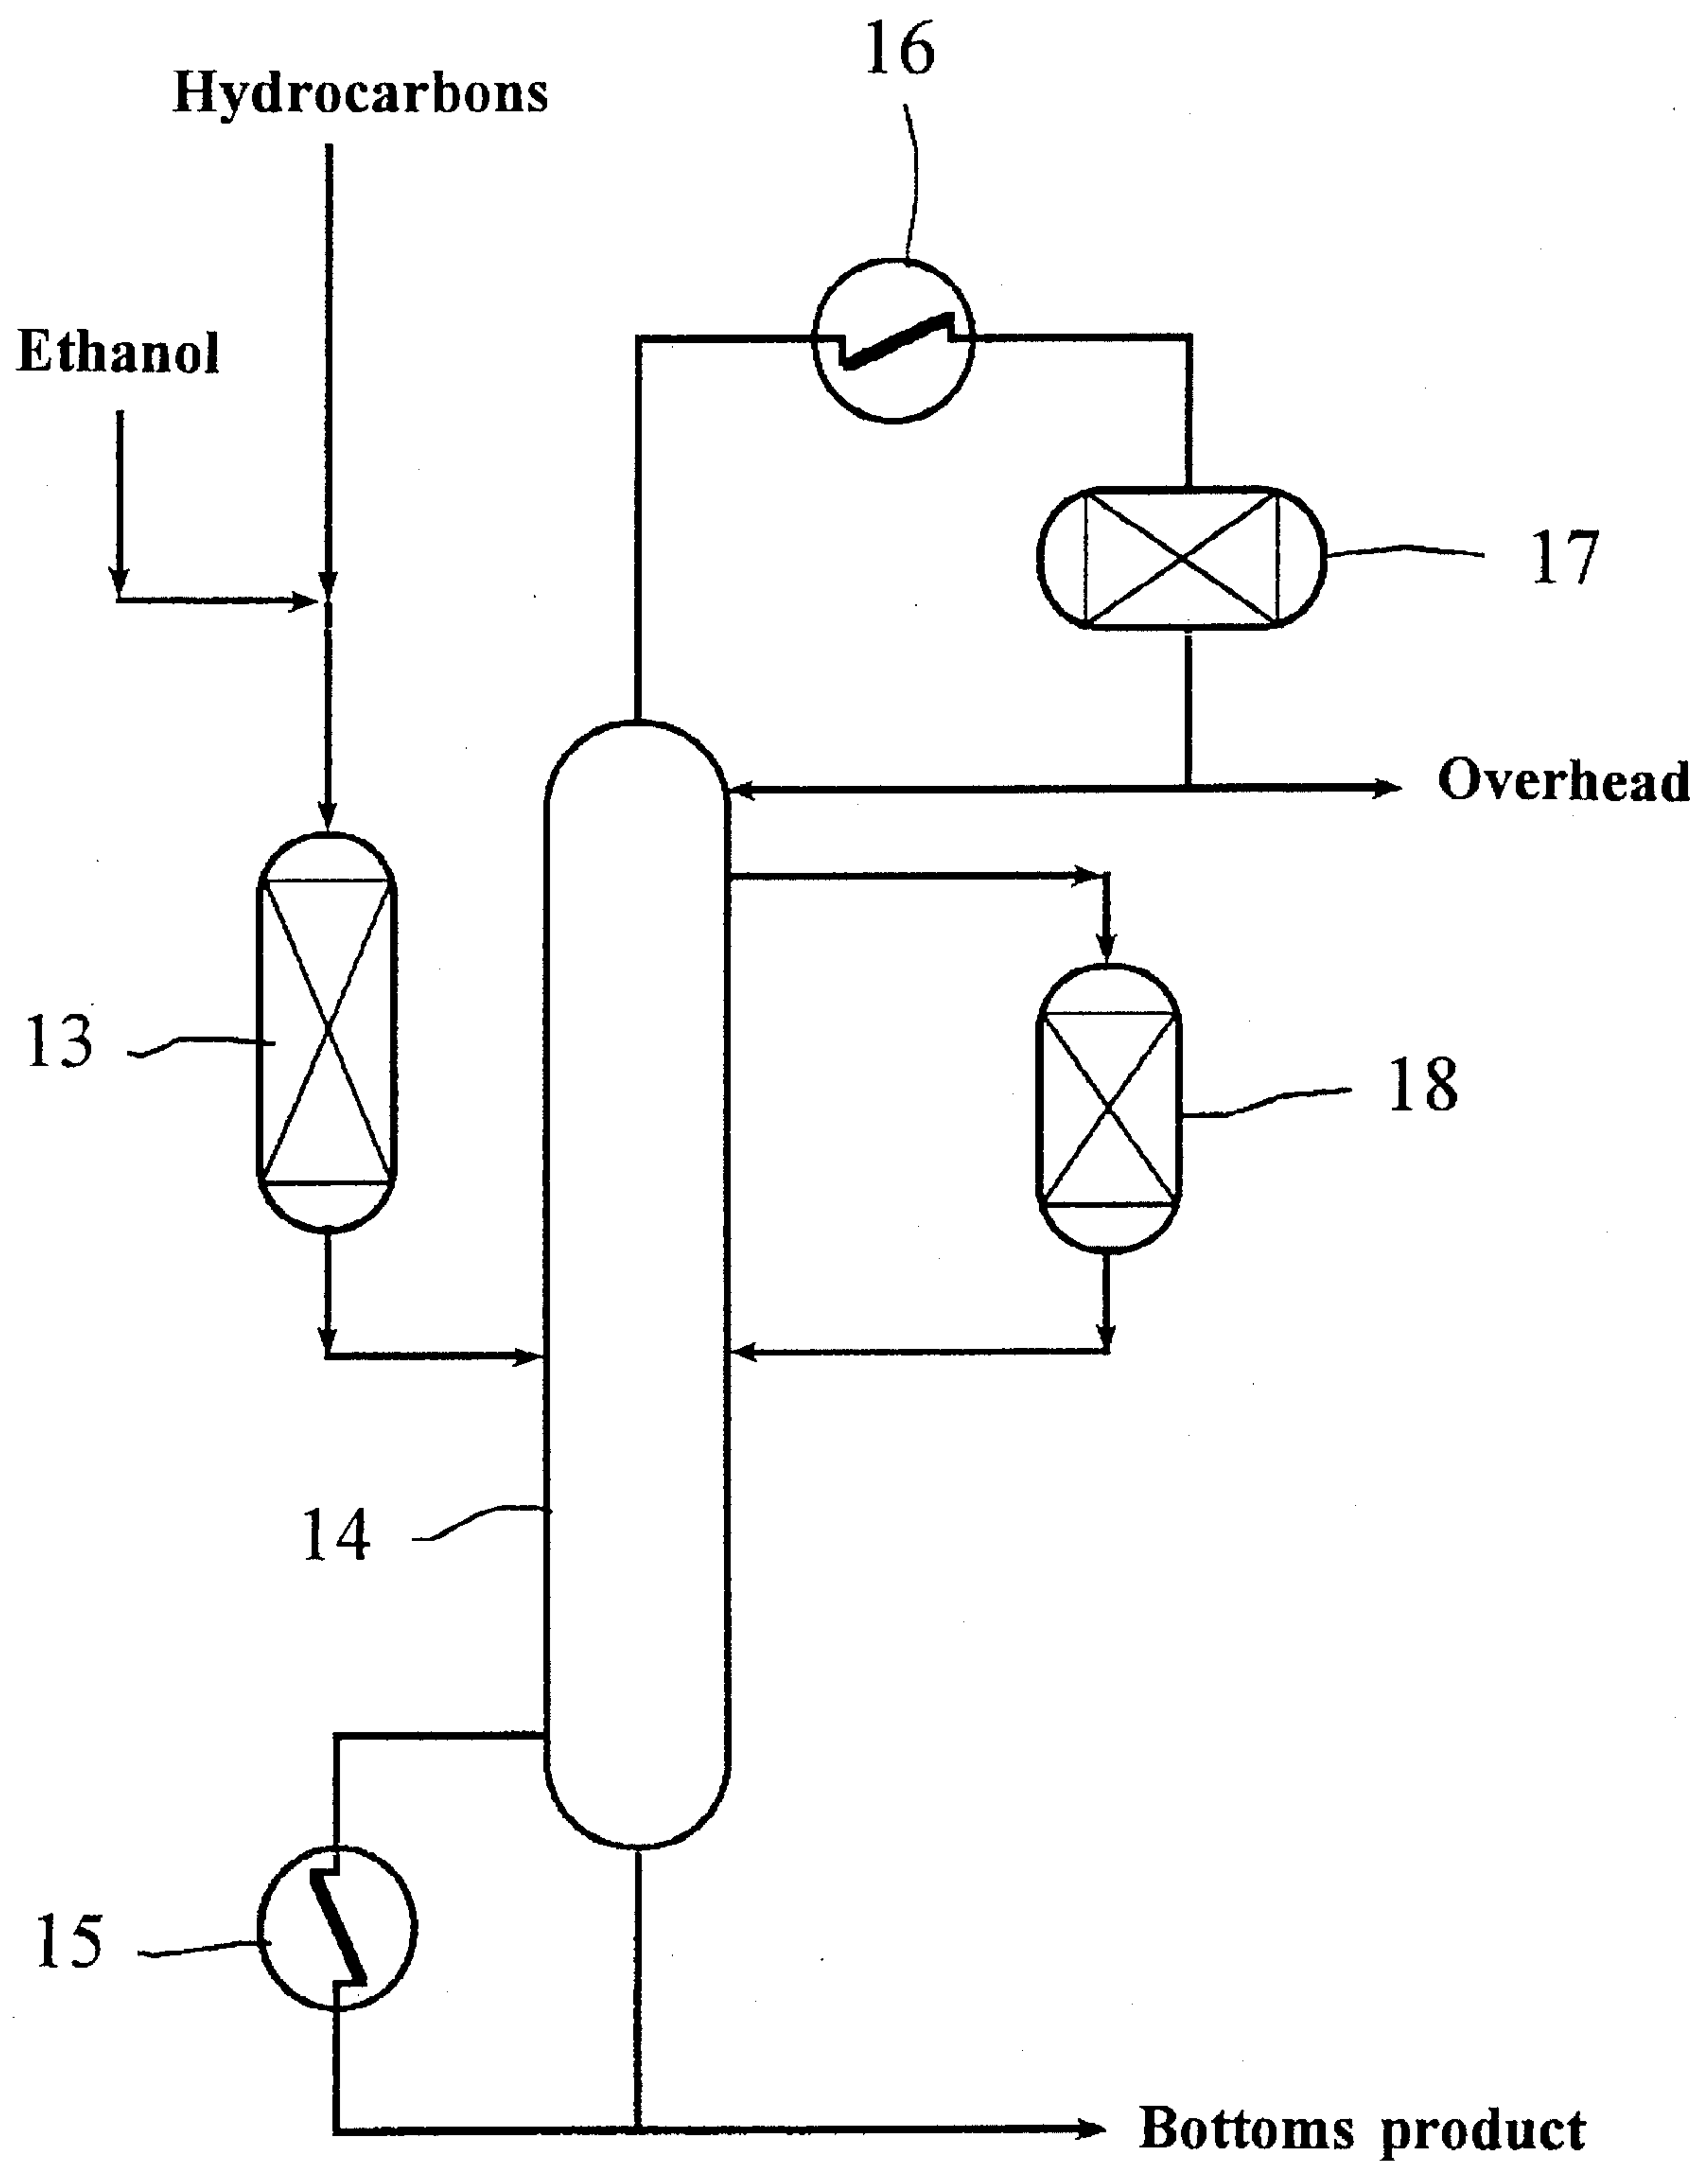 16
Hydrocarbons
Ethanol
17
Overhead
13
18
14
15
Bottoms product